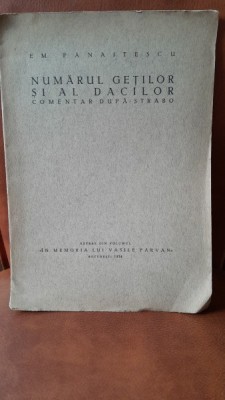 EM. PANAITESCU
NUMĂRUL GEȚILOR
ȘI AL DACILOR
COMENTAR DUPĂ STRABO
EXTRAS DIN VOLUMUL
«IN MEMORIA LUI VASILE PÂRVAN»
BUCUREȘTI 1934